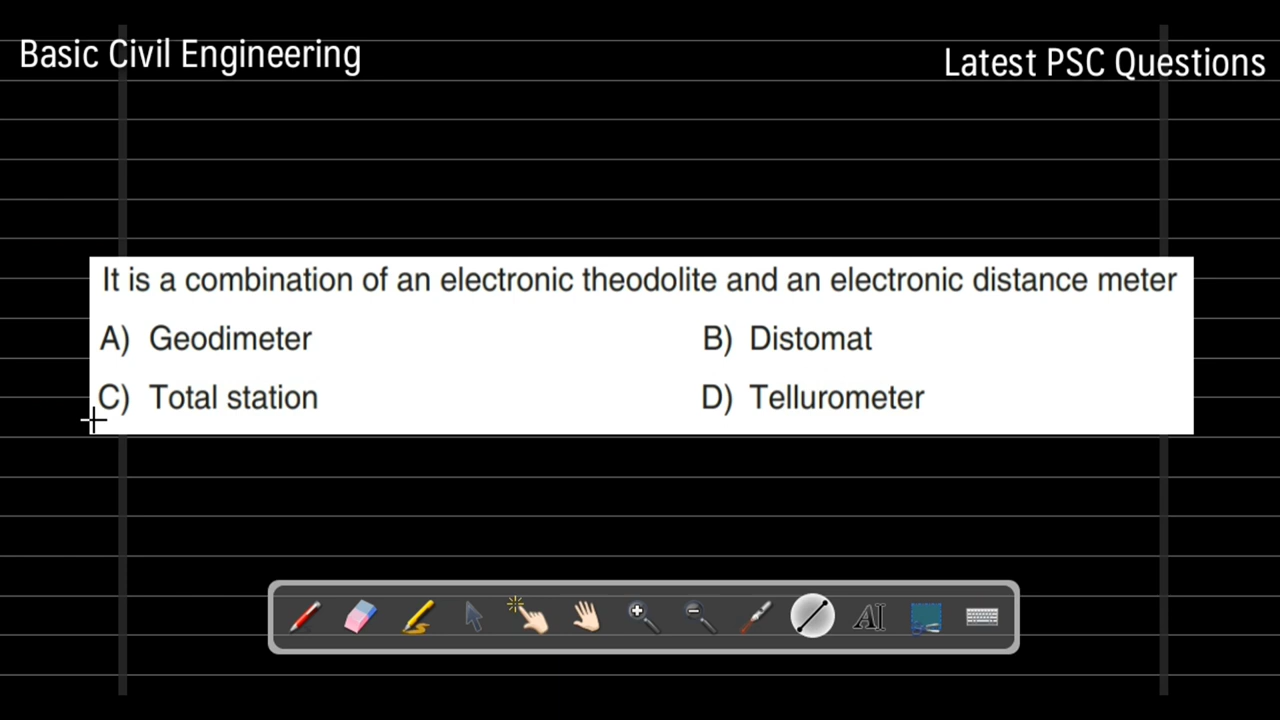 Basic Civil Engineering
Latest PSC Questions
It is a combination of an electronic theodolite and an electronic distance meter
A) Geodimeter
B) Distomat
C) Total station
D) Tellurometer
AI